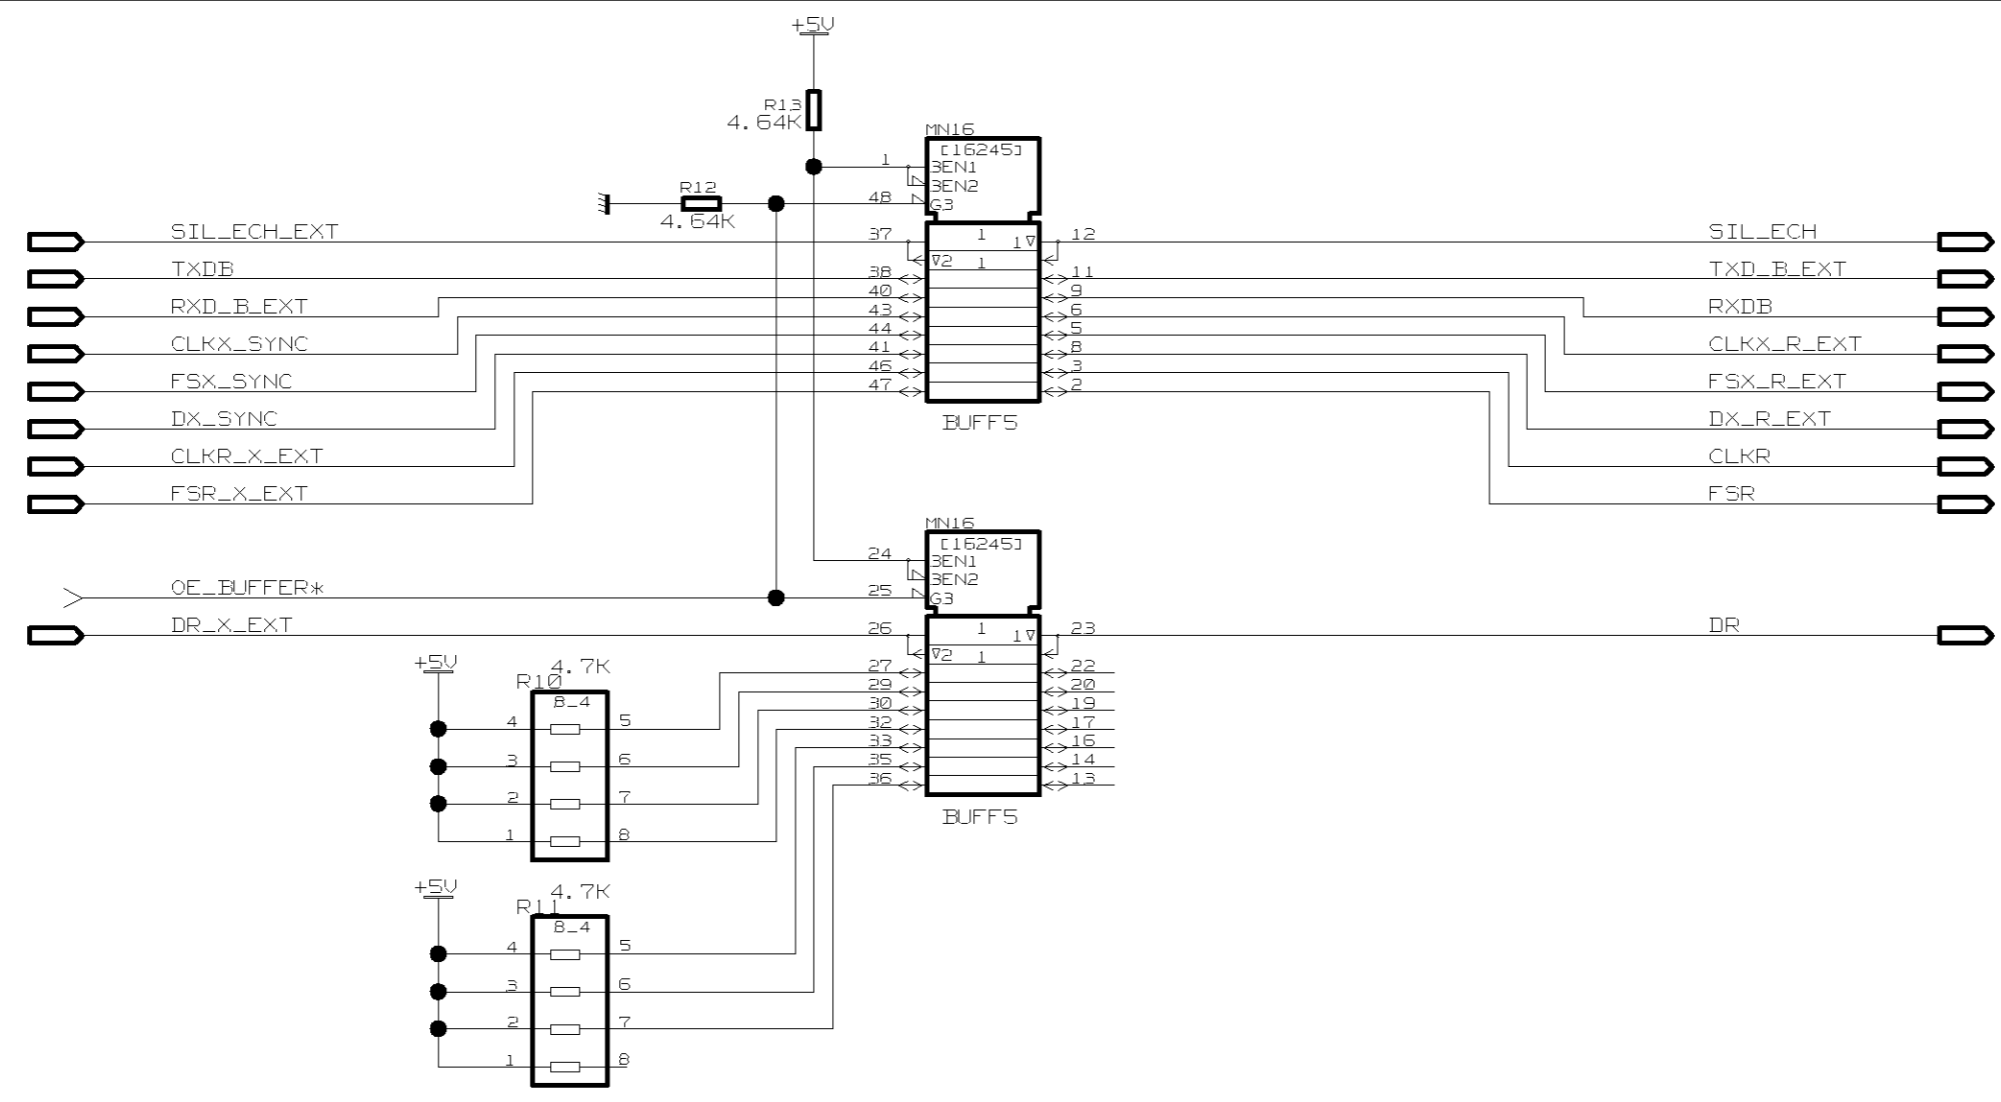 +5V
R13
4.64K
MN16
[16245]
1
3EN1
3EN2
R12
48
G3
4.64K
SIL_ECH_EXT
37
1
1
12
SIL_ECH
2
1
TXDB
38
11
TXD_B_EXT
40
9
RXD_B_EXT
43
6
RXDB
44
5
CLKX_SYNC
41
8
CLKX_R_EXT
46
3
FSX_SYNC
47
2
FSX_R_EXT
DX_SYNC
BUFF5
DX_R_EXT
CLKR_X_EXT
CLKR
FSR_X_EXT
FSR
MN16
[16245]
24
3EN1
3EN2
OE_BUFFER*
25
G3
DR_X_EXT
26
1
1
23
DR
2
1
+5V
4.7K
27
22
R10
29
20
8_4
30
19
4
5
32
17
33
16
3
6
35
14
36
13
2
7
BUFF5
1
8
+5V
4.7K
R11
8_4
4
5
3
6
2
7
1
8